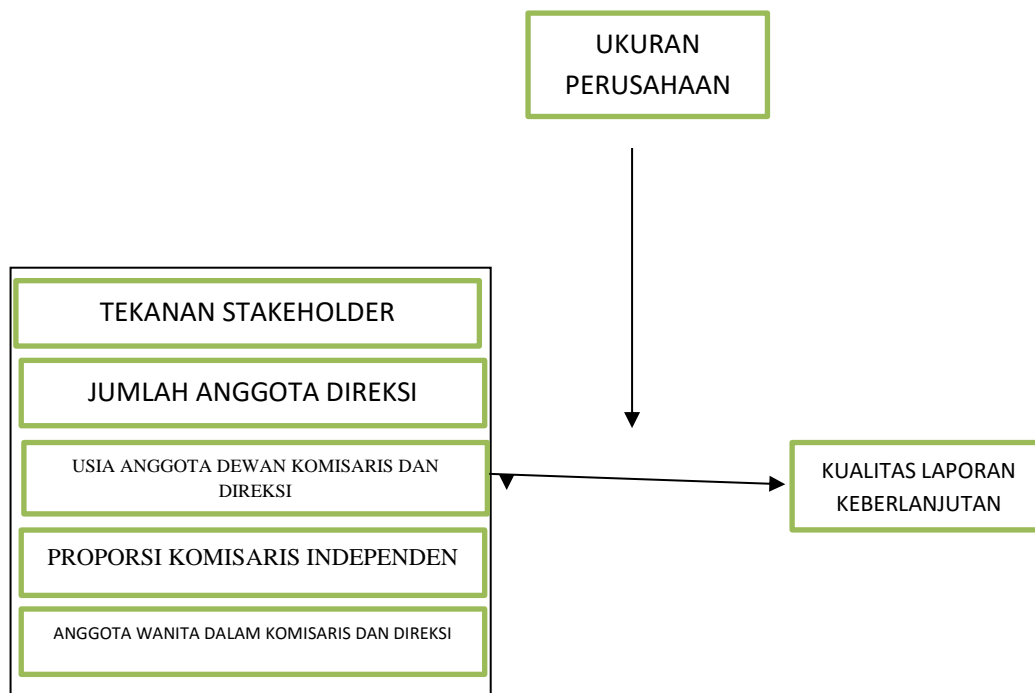 UKURAN
PERUSAHAAN
TEKANAN STAKEHOLDER
JUMLAH ANGGOTA DIREKSI
USIA ANGGOTA DEWAN KOMISARIS DAN
DIREKSI
KUALITAS LAPORAN
KEBERLANJUTAN
PROPORSI KOMISARIS INDEPENDEN
ANGGOTA WANITA DALAM KOMISARIS DAN DIREKSI